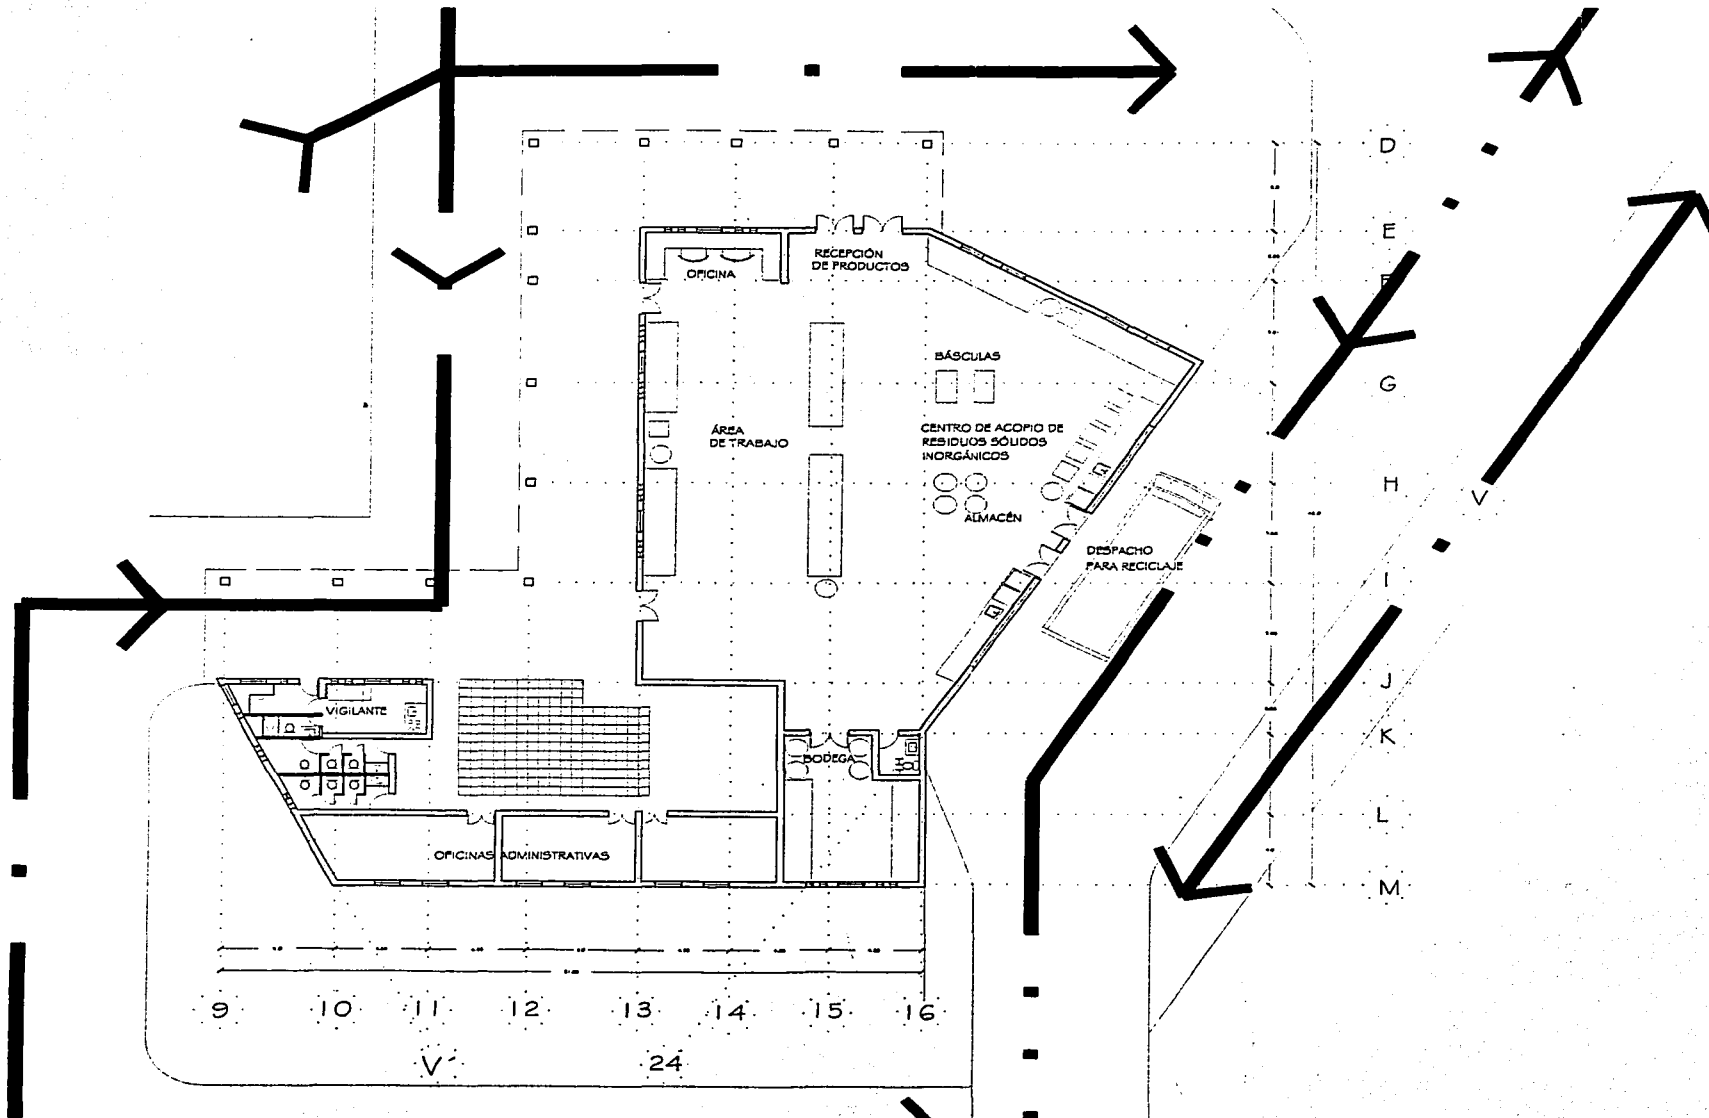 D
E
RECEPCIÓN
DE PRODUCTOS
OFICINA
F
BÁSCULAS
G
ÁREA
DE TRABAJO
CENTRO DE ACOPIO DE
RESIDUOS SÓLIDOS
INORGÁNICOS
H
V
ALMACÉN
DESPACHO
PARA RECICLAJE
I
J
VIGILANTE
K
BODEGA
L
OFICINAS ADMINISTRATIVAS
M
9 10 11 12 13 14 15 16
V' 24